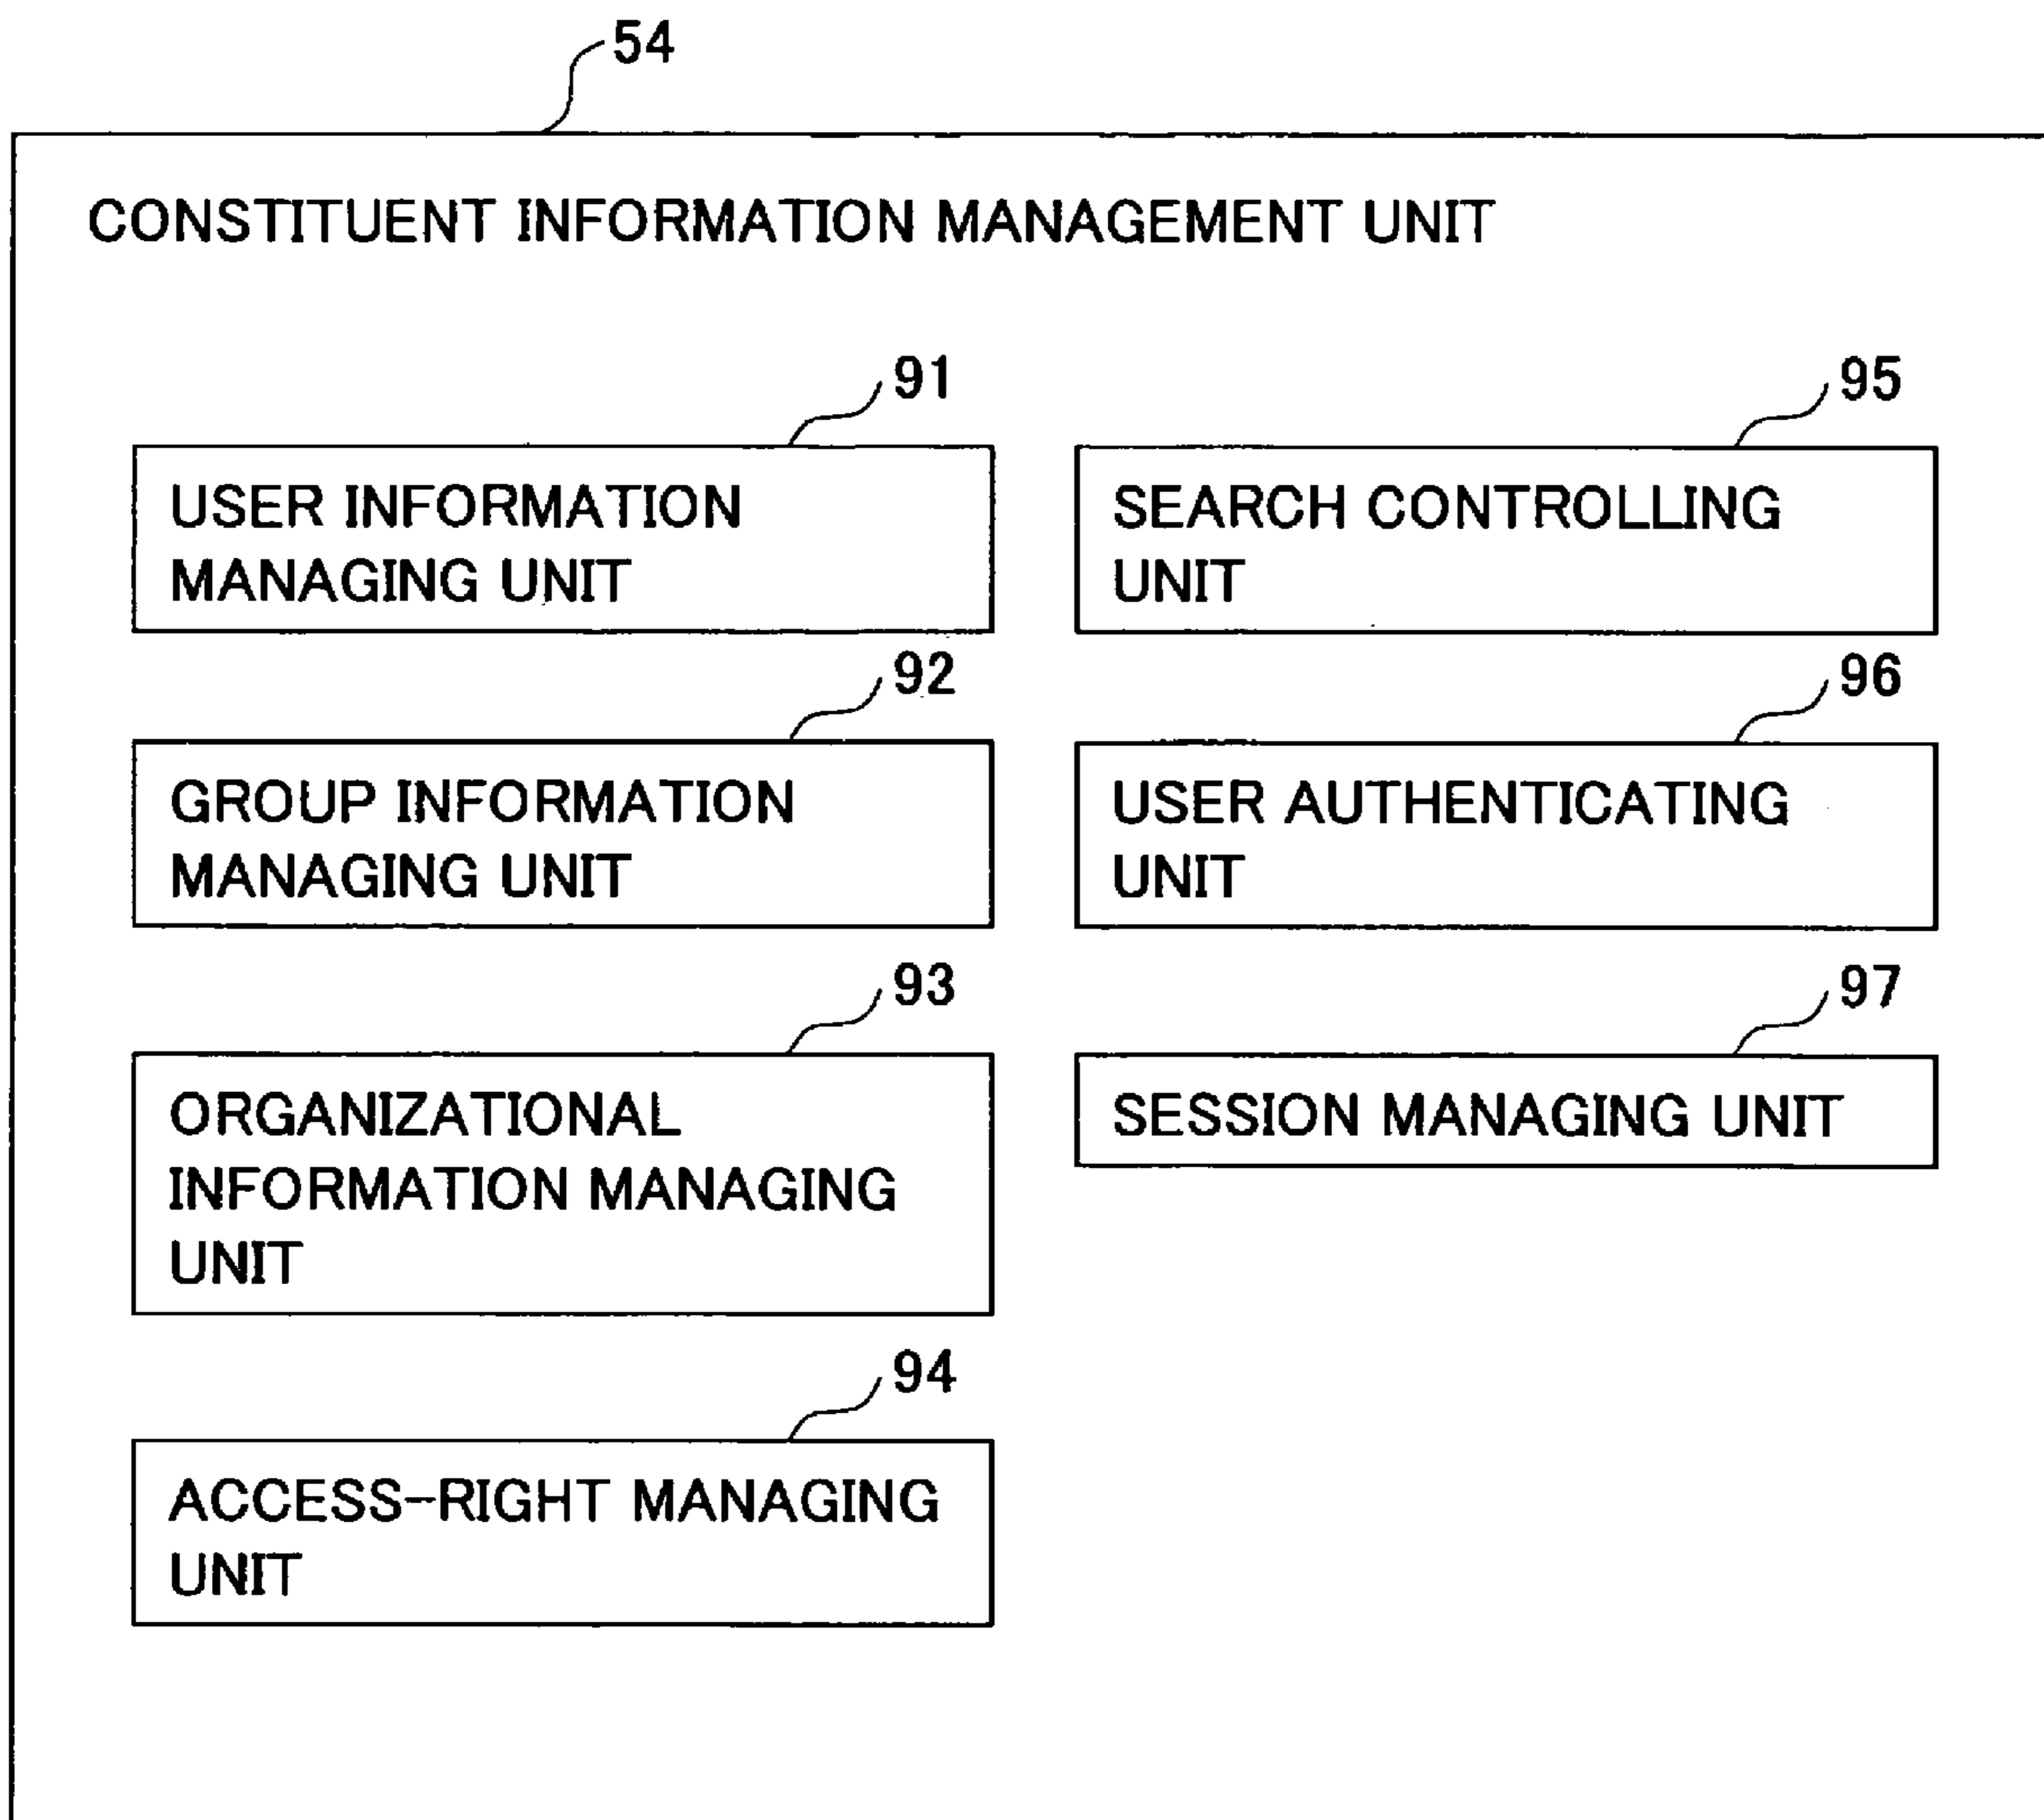 54
CONSTITUENT INFORMATION MANAGEMENT UNIT
91
USER INFORMATION
MANAGING UNIT
92
GROUP INFORMATION
MANAGING UNIT
93
ORGANIZATIONAL
INFORMATION MANAGING
UNIT
94
ACCESS-RIGHT MANAGING
UNIT
95
SEARCH CONTROLLING
UNIT
96
USER AUTHENTICATING
UNIT
97
SESSION MANAGING UNIT